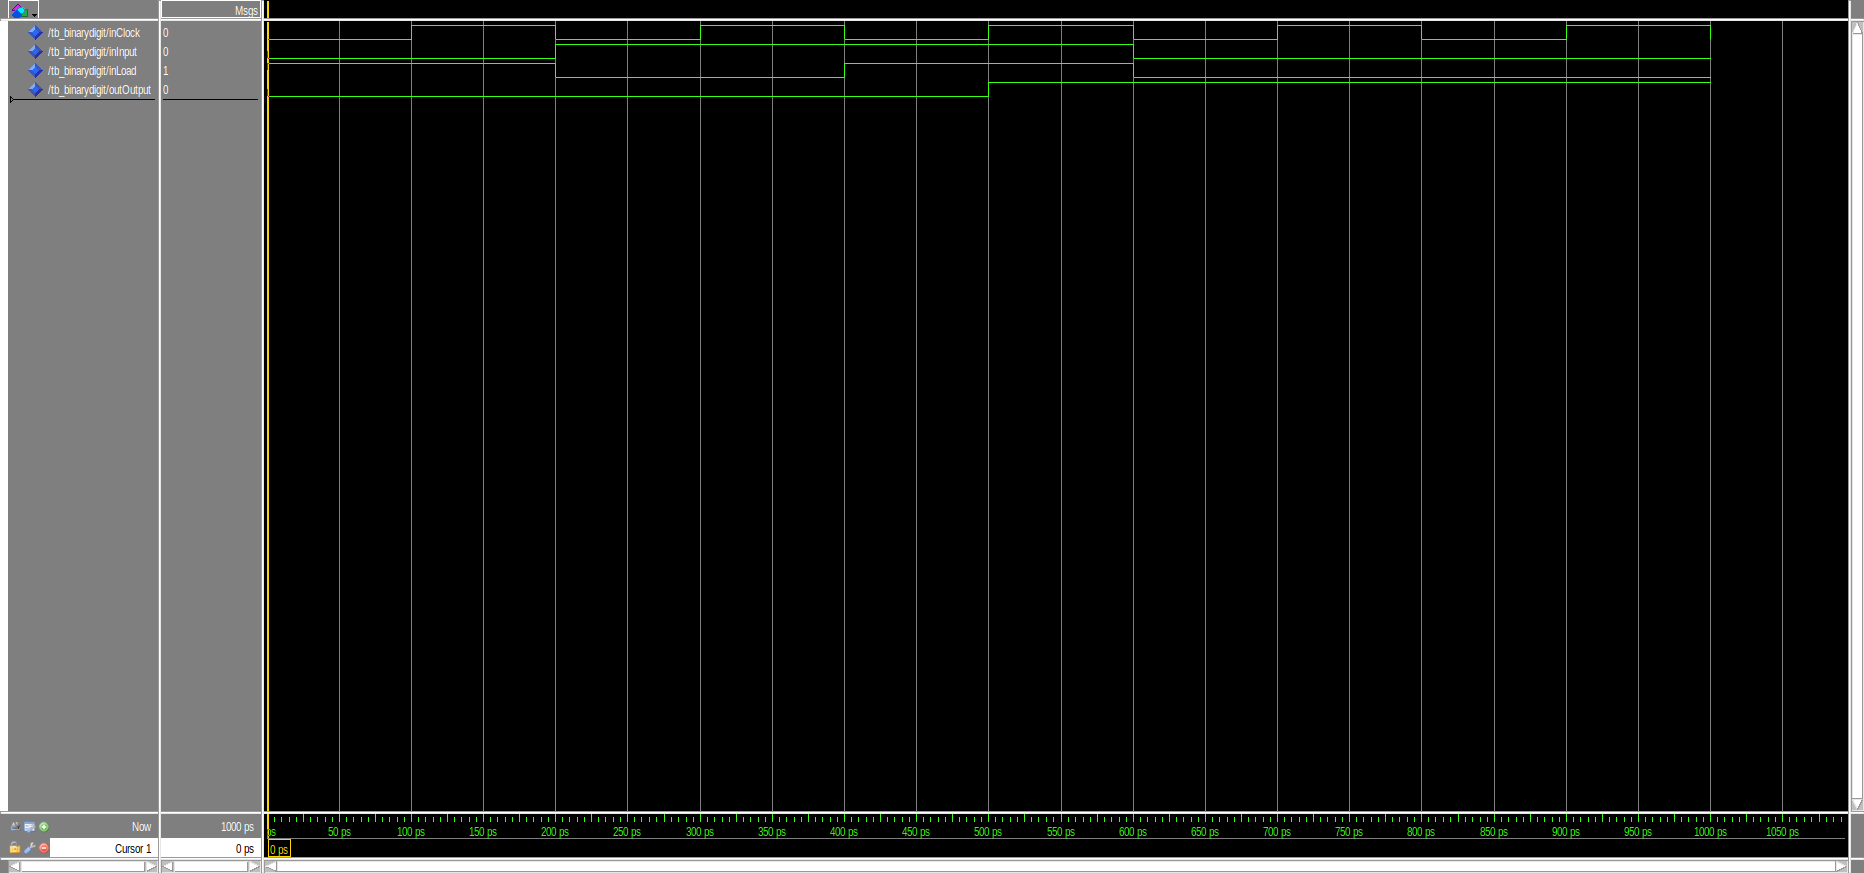 Msgs
/tb_binarydigit/inClock 0
/tb_binarydigit/inInput 0
/tb_binarydigit/inLoad 1
/tb_binarydigit/outOutput 0
Now 1000 ps
ps 50 ps 100 ps 150 ps 200 ps 250 ps 300 ps 350 ps 400 ps 450 ps 500 ps 550 ps 600 ps 650 ps 700 ps 750 ps 800 ps 850 ps 900 ps 950 ps 1000 ps 1050 ps
Cursor 1 0 ps 0 ps